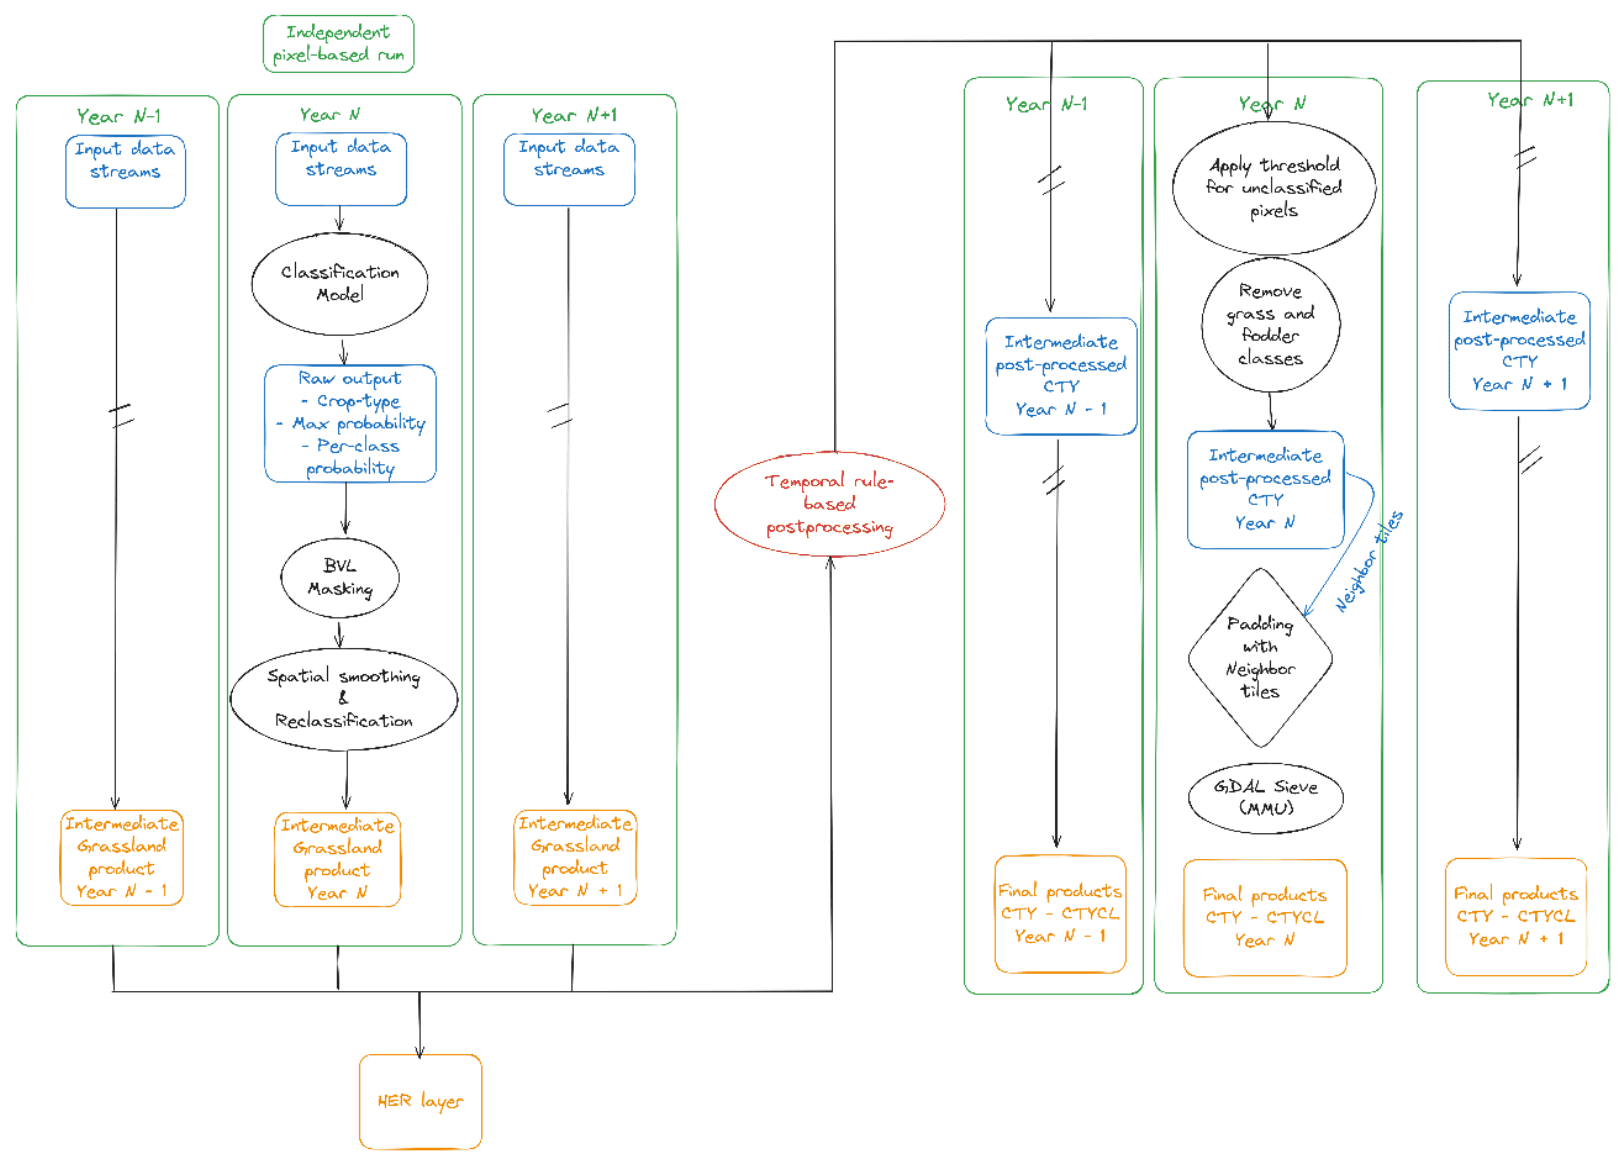 Independent
pixel-based run
Year N-1
Input data
streams
Intermediate
Grassland
product
Year N - 1
Year N
Input data
streams
Classification
Model
Raw output
- Crop-type
- Max probability
- Per-class
probability
BVL
Masking
Spatial smoothing
&
Reclassification
Intermediate
Grassland
product
Year N
Year N+1
Input data
streams
Intermediate
Grassland
product
Year N + 1
HER layer
Temporal rule-
based
postprocessing
Year N-1
Intermediate
post-processed
CTY
Year N - 1
Final products
CTY - CTYCL
Year N - 1
Year N
Apply threshold
for unclassified
pixels
Remove
grass and
fodder
classes
Intermediate
post-processed
CTY
Year N
Neighbor tiles
Padding
with
Neighbor
tiles
GDAL Sieve
(MMU)
Final products
CTY - CTYCL
Year N
Year N+1
Intermediate
post-processed
CTY
Year N + 1
Final products
CTY - CTYCL
Year N + 1